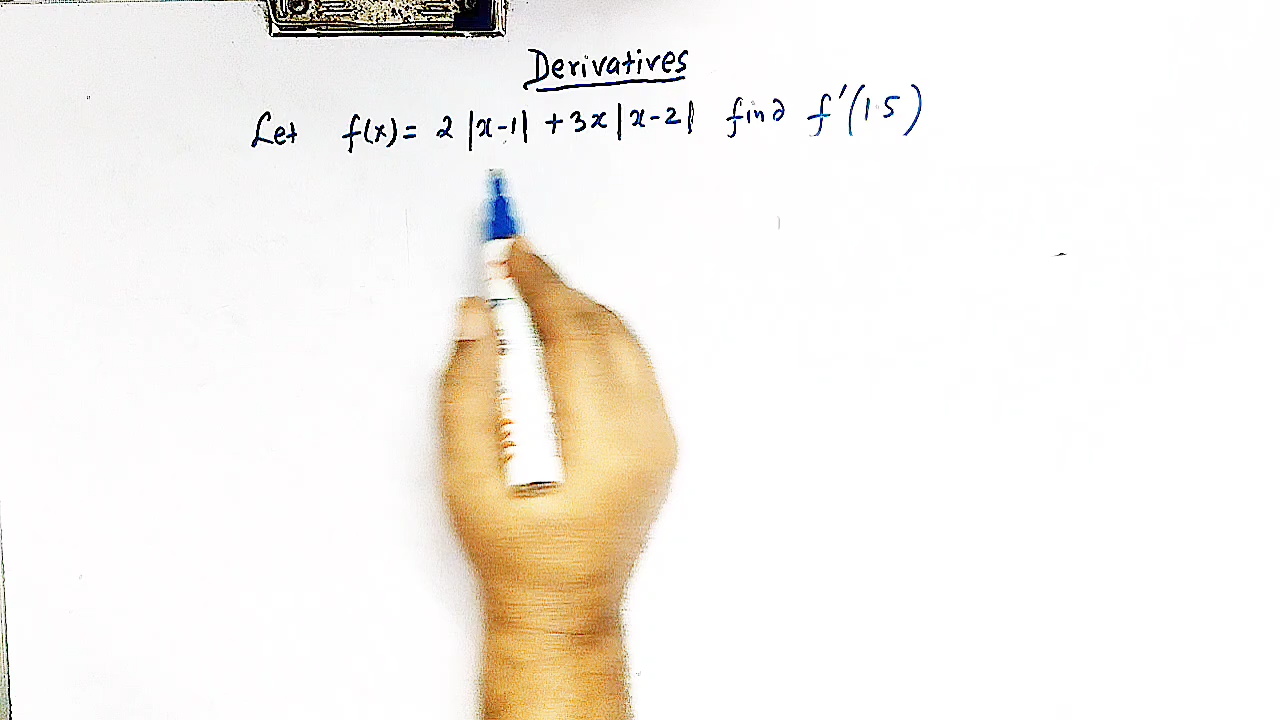 Derivatives
Let f(x) = 2 |x-1| + 3x |x-2| find f'(1.5)